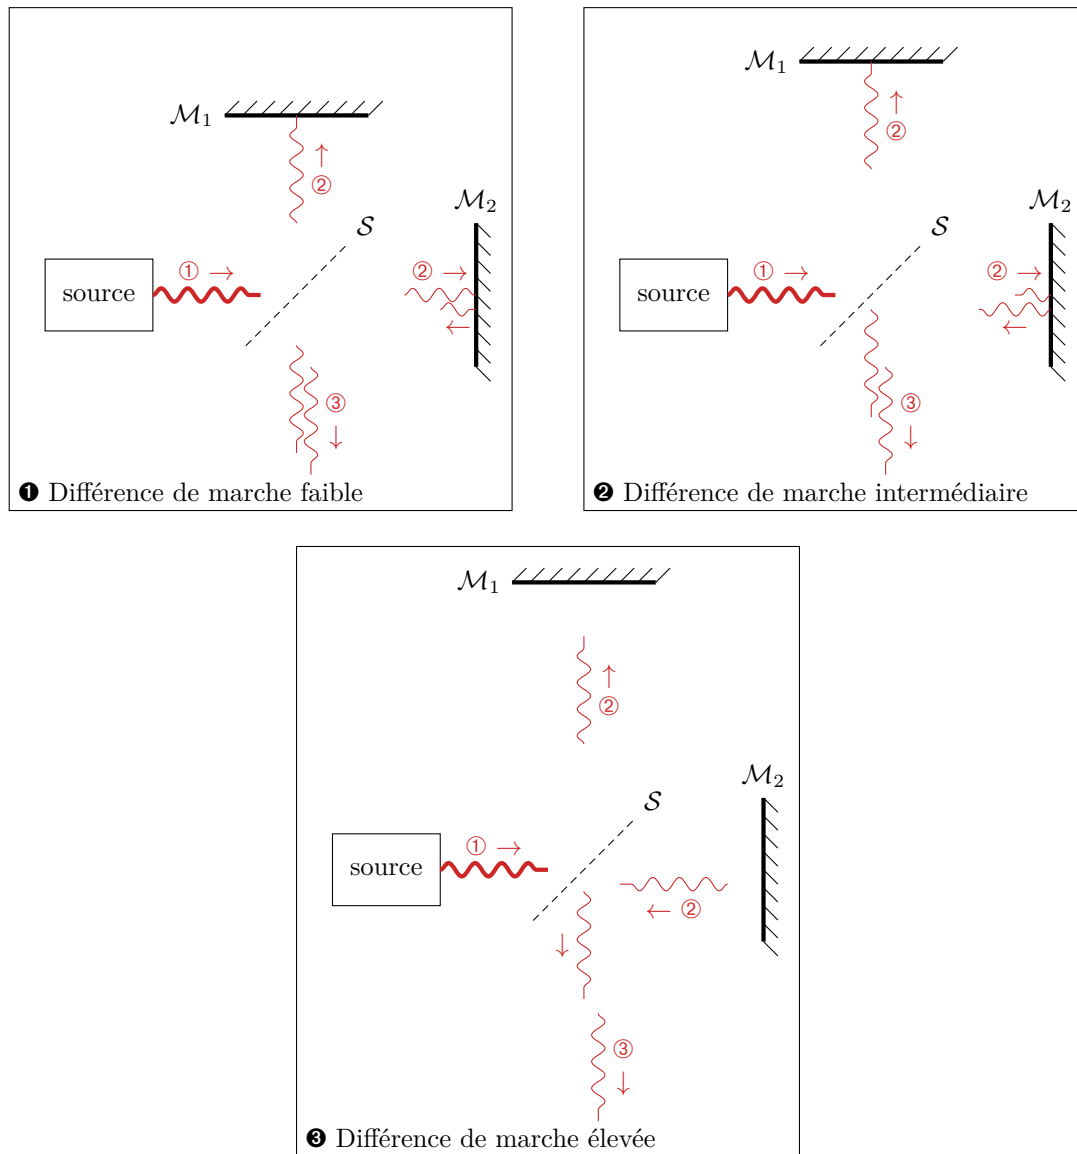 ℳ₁
② ↑
ℳ₂
𝒮
① →
② →
source
←
③
↓
❶ Différence de marche faible
ℳ₁
↑
②
ℳ₂
𝒮
① →
② →
source
←
③
↓
❷ Différence de marche intermédiaire
ℳ₁
↑
②
ℳ₂
𝒮
① →
source
← ②
↓
③
↓
❸ Différence de marche élevée